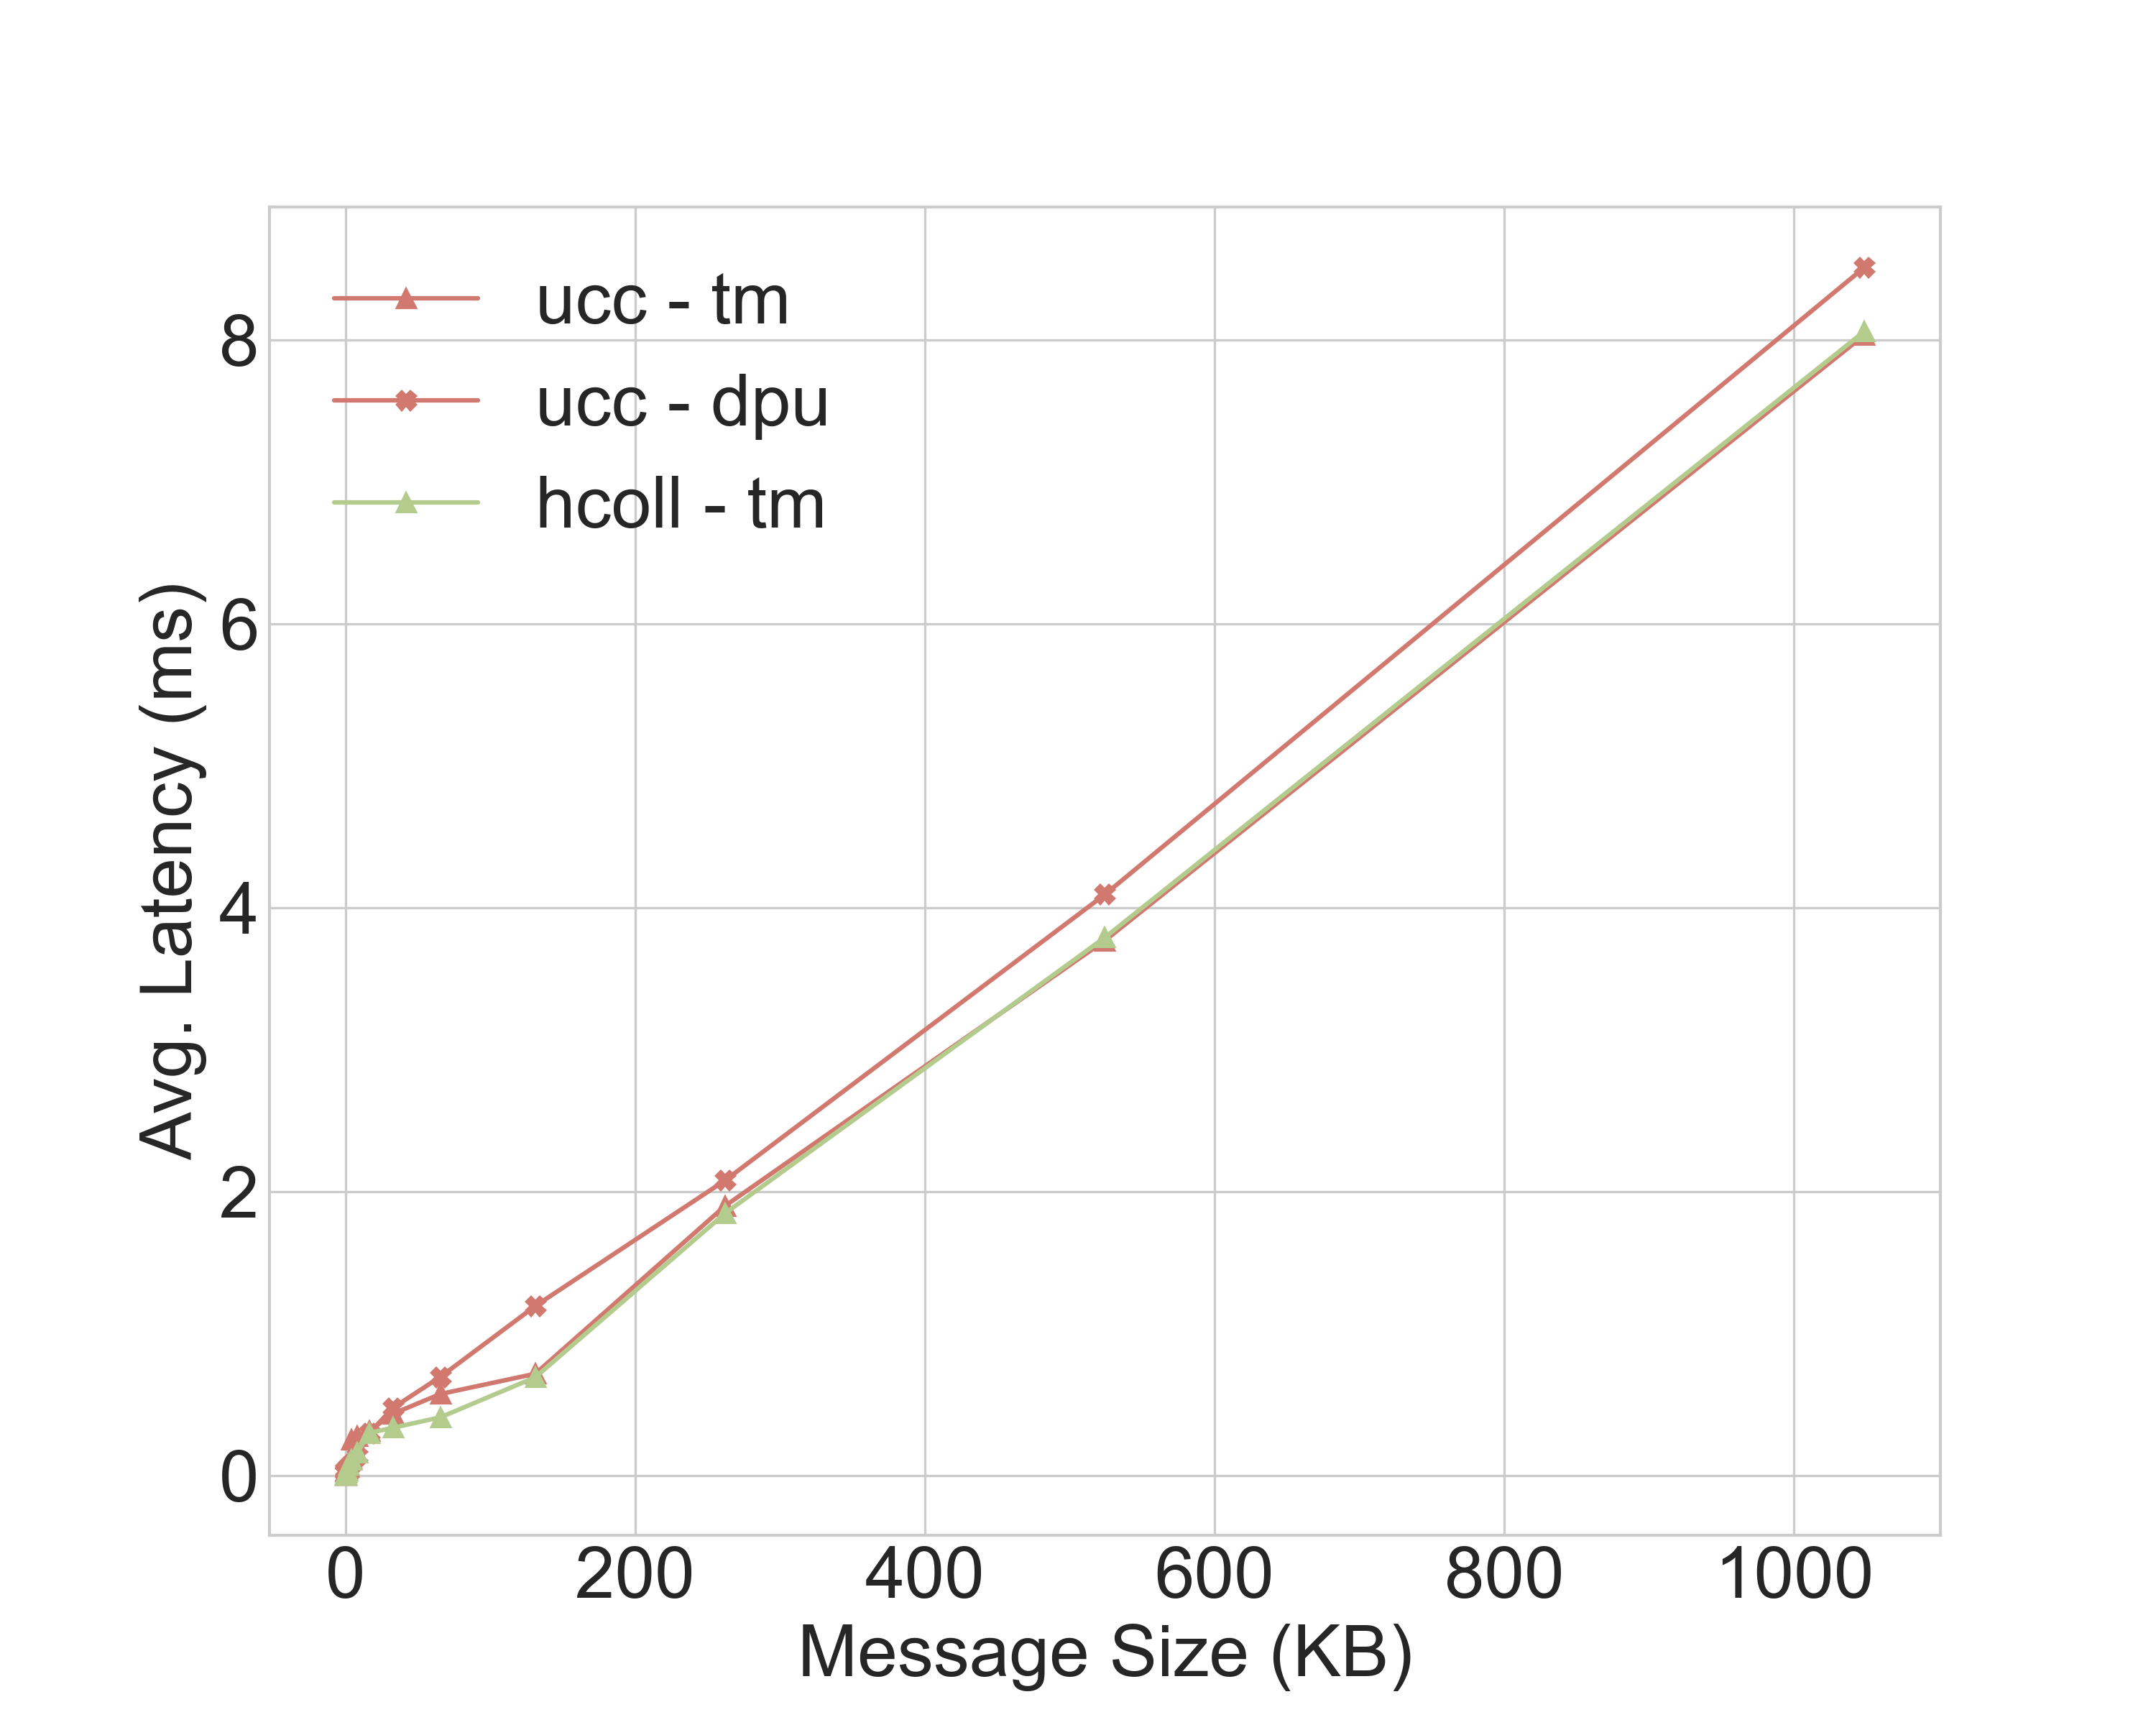 ucc - tm
ucc - dpu
hcoll - tm
8
6
4
2
0
Avg. Latency (ms)
0 200 400 600 800 1000
Message Size (KB)